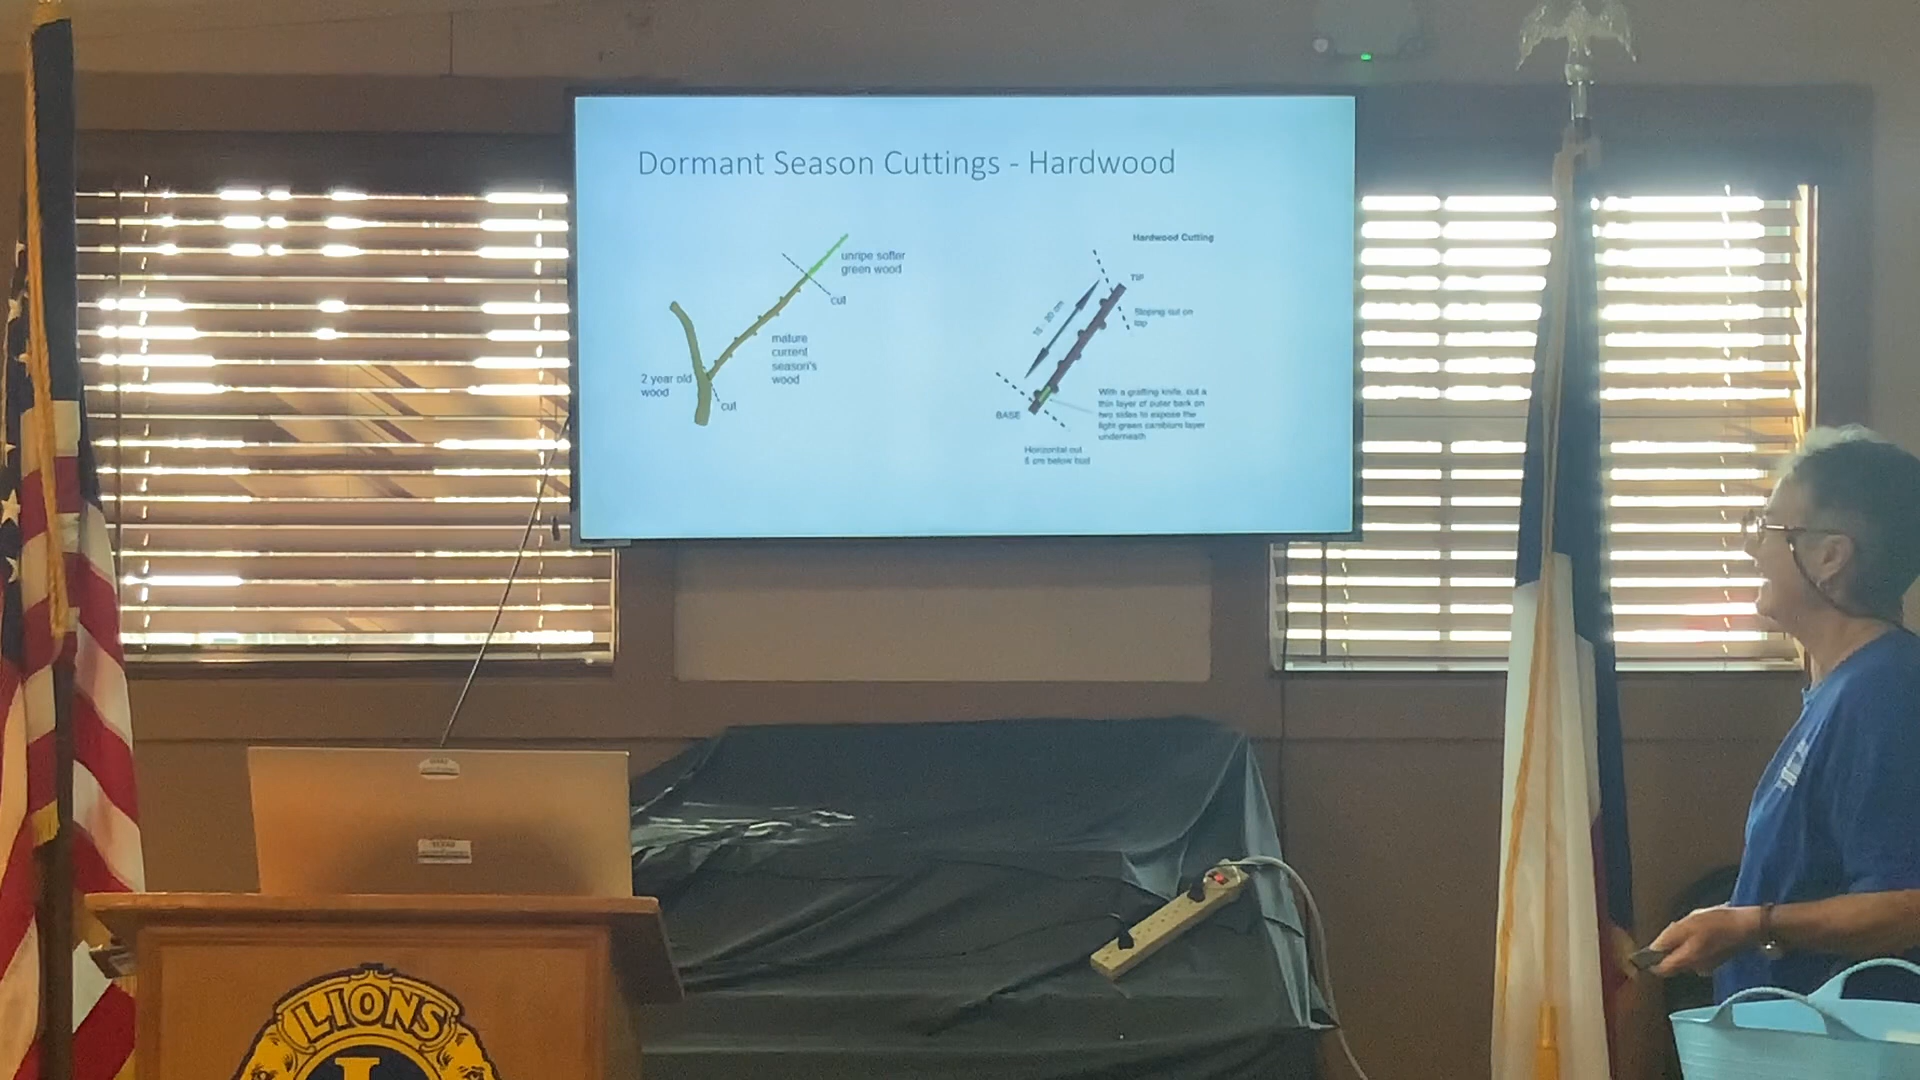 Dormant Season Cuttings - Hardwood
unripe softer
green wood
cut
mature
current
season's
wood
2 year old
wood
cut
Hardwood Cutting
TIP
Sloping cut on
top
With a grafting knife, cut a
thin layer of outer bark on
two sides to expose the
light green cambium layer
underneath
BASE
Horizontal cut
below bud
LIONS
L